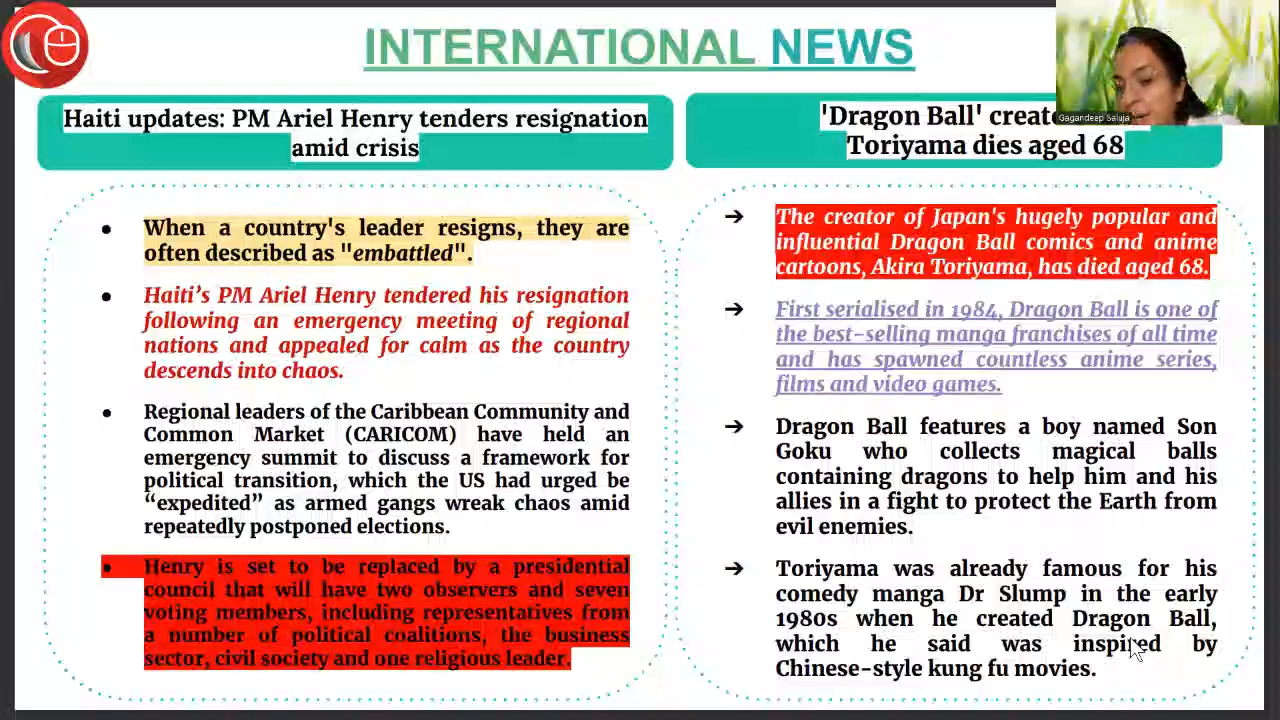 INTERNATIONAL NEWS
Haiti updates: PM Ariel Henry tenders resignation
amid crisis
● When a country's leader resigns, they are
often described as "embattled".
● Haiti’s PM Ariel Henry tendered his resignation
following an emergency meeting of regional
nations and appealed for calm as the country
descends into chaos.
● Regional leaders of the Caribbean Community and
Common Market (CARICOM) have held an
emergency summit to discuss a framework for
political transition, which the US had urged be
“expedited” as armed gangs wreak chaos amid
repeatedly postponed elections.
● Henry is set to be replaced by a presidential
council that will have two observers and seven
voting members, including representatives from
a number of political coalitions, the business
sector, civil society and one religious leader.
'Dragon Ball'
Toriyama dies aged 68
➔ The creator of Japan's hugely popular and
influential Dragon Ball comics and anime
cartoons, Akira Toriyama, has died aged 68.
➔ First serialised in 1984, Dragon Ball is one of
the best-selling manga franchises of all time
and has spawned countless anime series,
films and video games.
➔ Dragon Ball features a boy named Son
Goku who collects magical balls
containing dragons to help him and his
allies in a fight to protect the Earth from
evil enemies.
➔ Toriyama was already famous for his
comedy manga Dr Slump in the early
1980s when he created Dragon Ball,
which he said was inspired by
Chinese-style kung fu movies.
Gagandeep Saluja